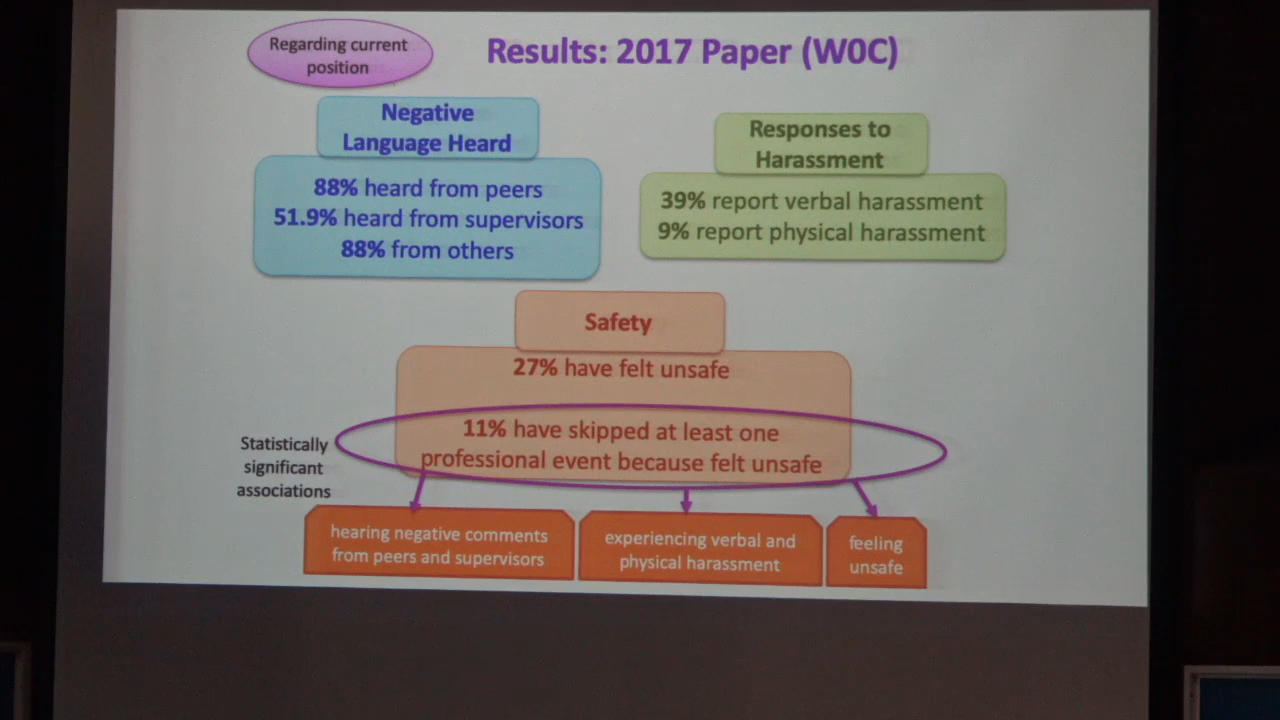 Regarding current
position
Results: 2017 Paper (W0C)
Negative
Language Heard
88% heard from peers
51.9% heard from supervisors
88% from others
Responses to
Harassment
39% report verbal harassment
9% report physical harassment
Safety
27% have felt unsafe
11% have skipped at least one
professional event because felt unsafe
Statistically
significant
associations
hearing negative comments
from peers and supervisors
experiencing verbal and
physical harassment
feeling
unsafe